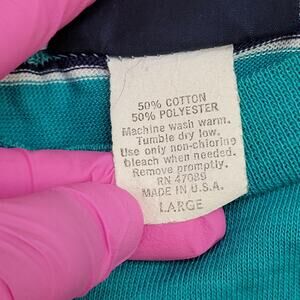 50% COTTON
50% POLYESTER
Machine wash warm.
Tumble dry low.
Use only non-chloring
bleach when needed.
Remove promptly.
RN 47089
MADE IN U.S.A.
LARGE